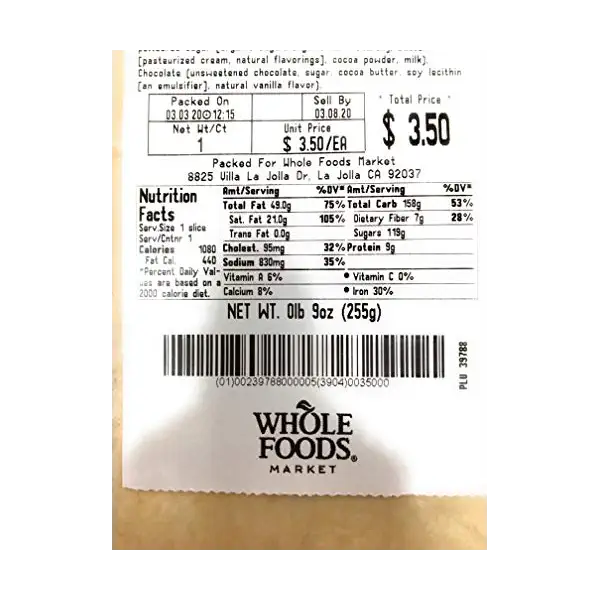 [pasteurized cream, natural flavorings], cocoa powder, milk).
Chocolate [unsweetened chocolate, sugar, cocoa butter, soy lecithin
[an emulsifier], natural vanilla flavor).
Packed On
03.03.20 12:15
Sell By
03.08.20
* Total Price *
$ 3.50
Net Wt/Ct
1
Unit Price
$ 3.50/EA
Packed For Whole Foods Market
8825 Villa La Jolla Dr, La Jolla CA 92037
Nutrition
Facts
Serv.Size 1 slice
Serv/Cntnr 1
Calories 1080
Fat Cal. 440
*Percent Daily Val-
ues are based on a
2000 calorie diet.
Amt/Serving %DV* Amt/Serving %DV*
Total Fat 49.0g 75% Total Carb 158g 53%
Sat. Fat 21.0g 105% Dietary Fiber 7g 28%
Trans Fat 0.0g Sugars 119g
Cholest. 95mg 32% Protein 9g
Sodium 830mg 35%
Vitamin A 6% • Vitamin C 0%
Calcium 8% • Iron 30%
NET WT. 0lb 9oz (255g)
(01)00239788000005(3904)0035000
PLU 39788
WHOLE
FOODS®
MARKET